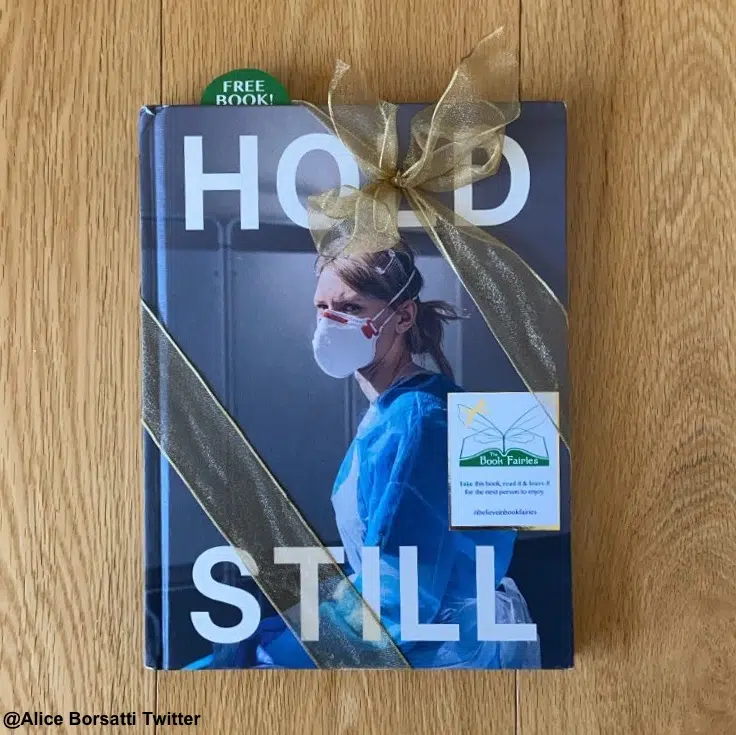 FREE
BOOK!
HOLD
The
Book Fairies
Take this book, read it & leave it
for the next person to enjoy
#ibelieveinbookfairies
STILL
@Alice Borsatti Twitter